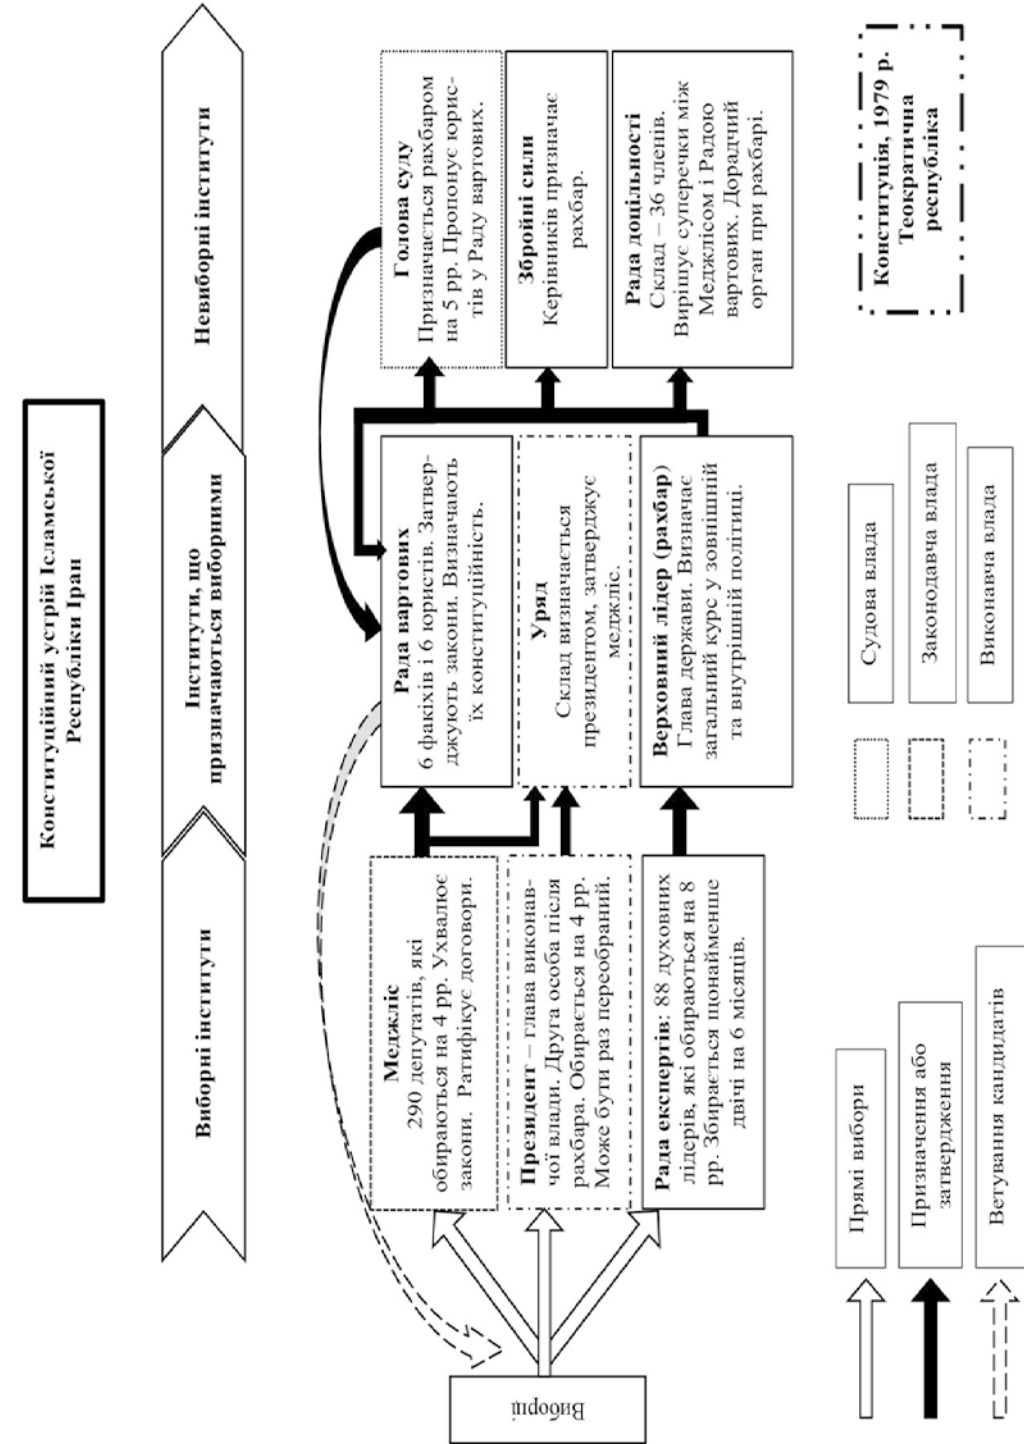 Конституційний устрій Ісламської
Республіки Іран
Виборні інститути
Інститути, що
призначаються виборними
Невиборні інститути
Виборці
Меджліс
290 депутатів, які
обираються на 4 рр. Ухвалює
закони. Ратифікує договори.
Президент – глава виконав-
чої влади. Друга особа після
рахбара. Обирається на 4 рр.
Може бути раз переобраний.
Рада експертів: 88 духовних
лідерів, які обираються на 8
рр. Збирається щонайменше
двічі на 6 місяців.
Рада вартових
6 факіхів і 6 юристів. Затвер-
джують закони. Визначають
їх конституційність.
Уряд
Склад визначається
президентом, затверджує
меджліс.
Верховний лідер (рахбар)
Глава держави. Визначає
загальний курс у зовнішній
та внутрішній політиці.
Голова суду
Призначається рахбаром
на 5 рр. Пропонує юрис-
тів у Раду вартових.
Збройні сили
Керівників призначає
рахбар.
Рада доцільності
Склад – 36 членів.
Вирішує суперечки між
Меджлісом і Радою
вартових. Дорадчий
орган при рахбарі.
Прямі вибори
Призначення або
затвердження
Ветування кандидатів
Судова влада
Законодавча влада
Виконавча влада
Конституція, 1979 р.
Теократична
республіка